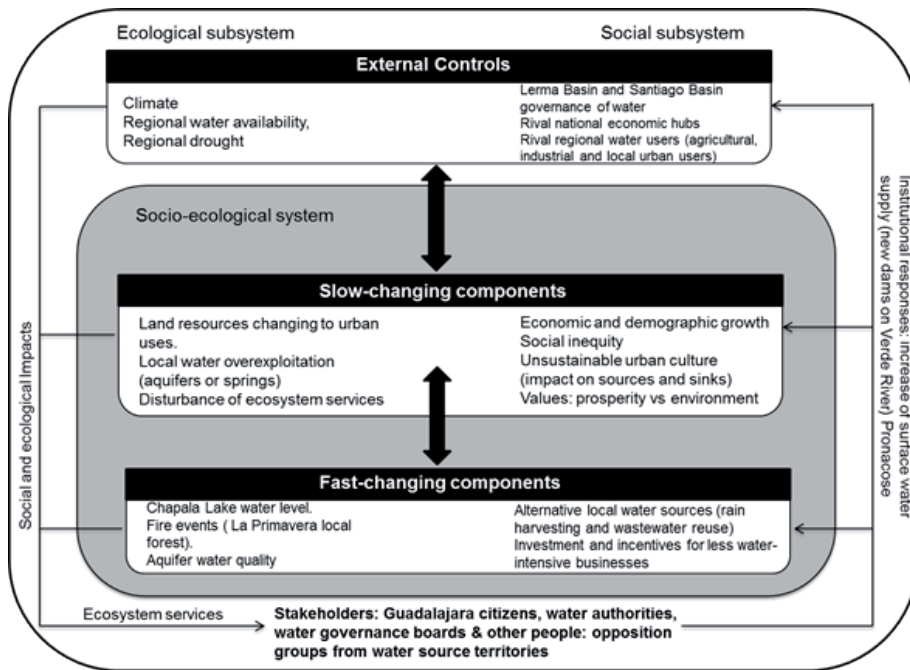 Ecological subsystem
Social subsystem
External Controls
Climate
Regional water availability,
Regional drought
Lerma Basin and Santiago Basin
governance of water
Rival national economic hubs
Rival regional water users (agricultural,
industrial and local urban users)
Socio-ecological system
Slow-changing components
Land resources changing to urban
uses.
Local water overexploitation
(aquifers or springs)
Disturbance of ecosystem services
Economic and demographic growth
Social inequity
Unsustainable urban culture
(impact on sources and sinks)
Values: prosperity vs environment
Fast-changing components
Chapala Lake water level.
Fire events ( La Primavera local
forest).
Aquifer water quality
Alternative local water sources (rain
harvesting and wastewater reuse)
Investment and incentives for less water-
intensive businesses
Social and ecological Impacts
Institutional responses: increase of surface water
supply (new dams on Verde River) Pronacose
Ecosystem services
Stakeholders: Guadalajara citizens, water authorities,
water governance boards & other people: opposition
groups from water source territories